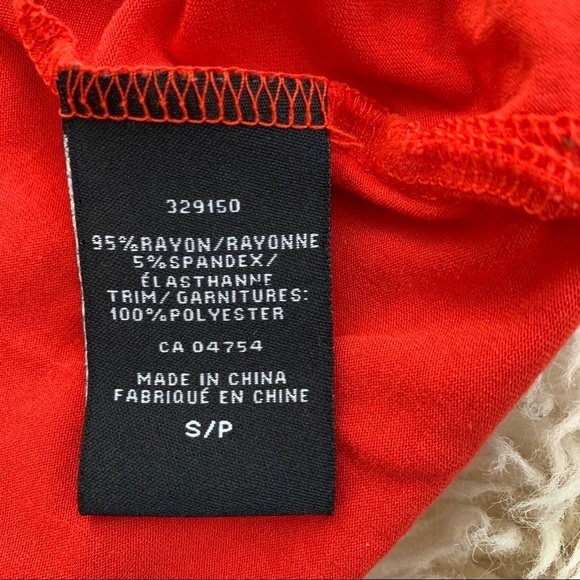 329150
95%RAYON/RAYONNE
5%SPANDEX/
ÉLASTHANNE
TRIM/GARNITURES:
100%POLYESTER
CA 04754
MADE IN CHINA
FABRIQUÉ EN CHINE
S/P